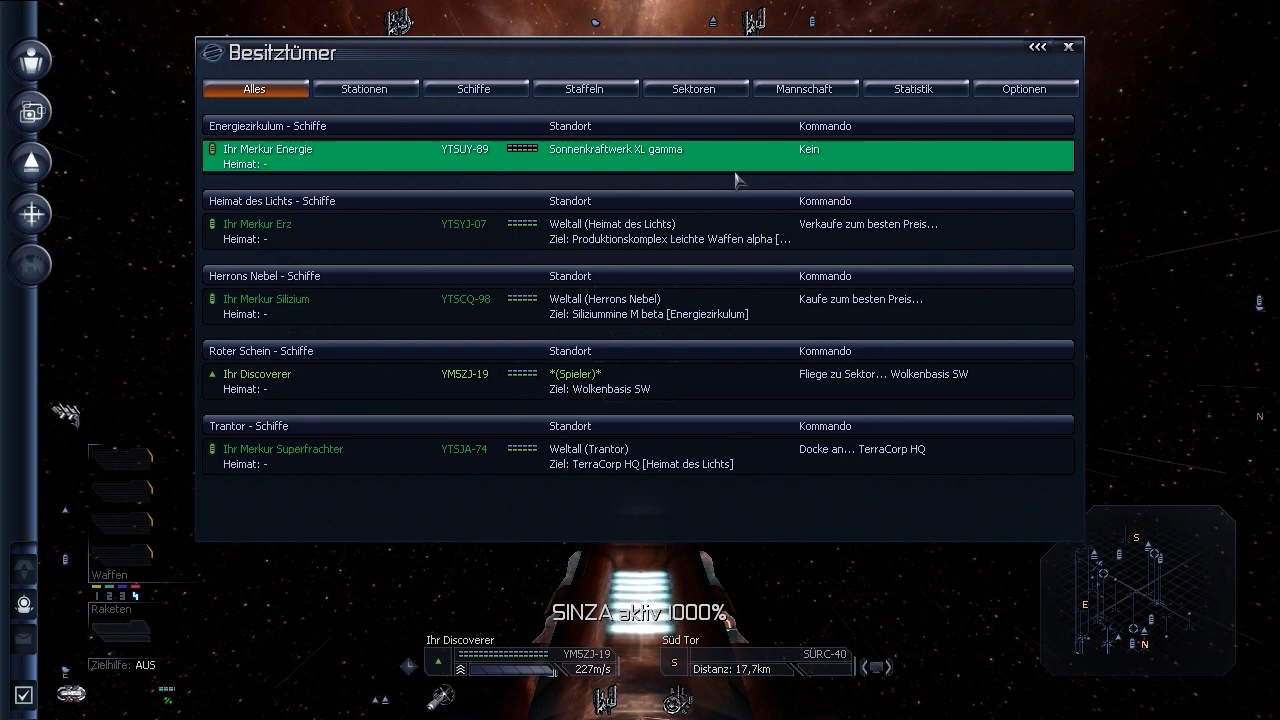 Besitztümer
Alles Stationen Schiffe Staffeln Sektoren Mannschaft Statistik Optionen
Energiezirkulum - Schiffe Standort Kommando
Ihr Merkur Energie YTSUY-89 Sonnenkraftwerk XL gamma Kein
Heimat: -
Heimat des Lichts - Schiffe Standort Kommando
Ihr Merkur Erz YTSYJ-07 Weltall (Heimat des Lichts) Verkaufe zum besten Preis...
Heimat: - Ziel: Produktionskomplex Leichte Waffen alpha [...
Herrons Nebel - Schiffe Standort Kommando
Ihr Merkur Silizium YTSCQ-98 Weltall (Herrons Nebel) Kaufe zum besten Preis...
Heimat: - Ziel: Siliziummine M beta [Energiezirkulum]
Roter Schein - Schiffe Standort Kommando
Ihr Discoverer YM5ZJ-19 *(Spieler)* Fliege zu Sektor... Wolkenbasis SW
Heimat: - Ziel: Wolkenbasis SW
Trantor - Schiffe Standort Kommando
Ihr Merkur Superfrachter YTSJA-74 Weltall (Trantor) Docke an... TerraCorp HQ
Heimat: - Ziel: TerraCorp HQ [Heimat des Lichts]
N
S
E
N
Waffen
1 2 3 4
Raketen
Zielhilfe: AUS
SINZA aktiv 1000%
Ihr Discoverer
YM5ZJ-19
227m/s
Süd Tor
S SÜRC-40
Distanz: 17,7km